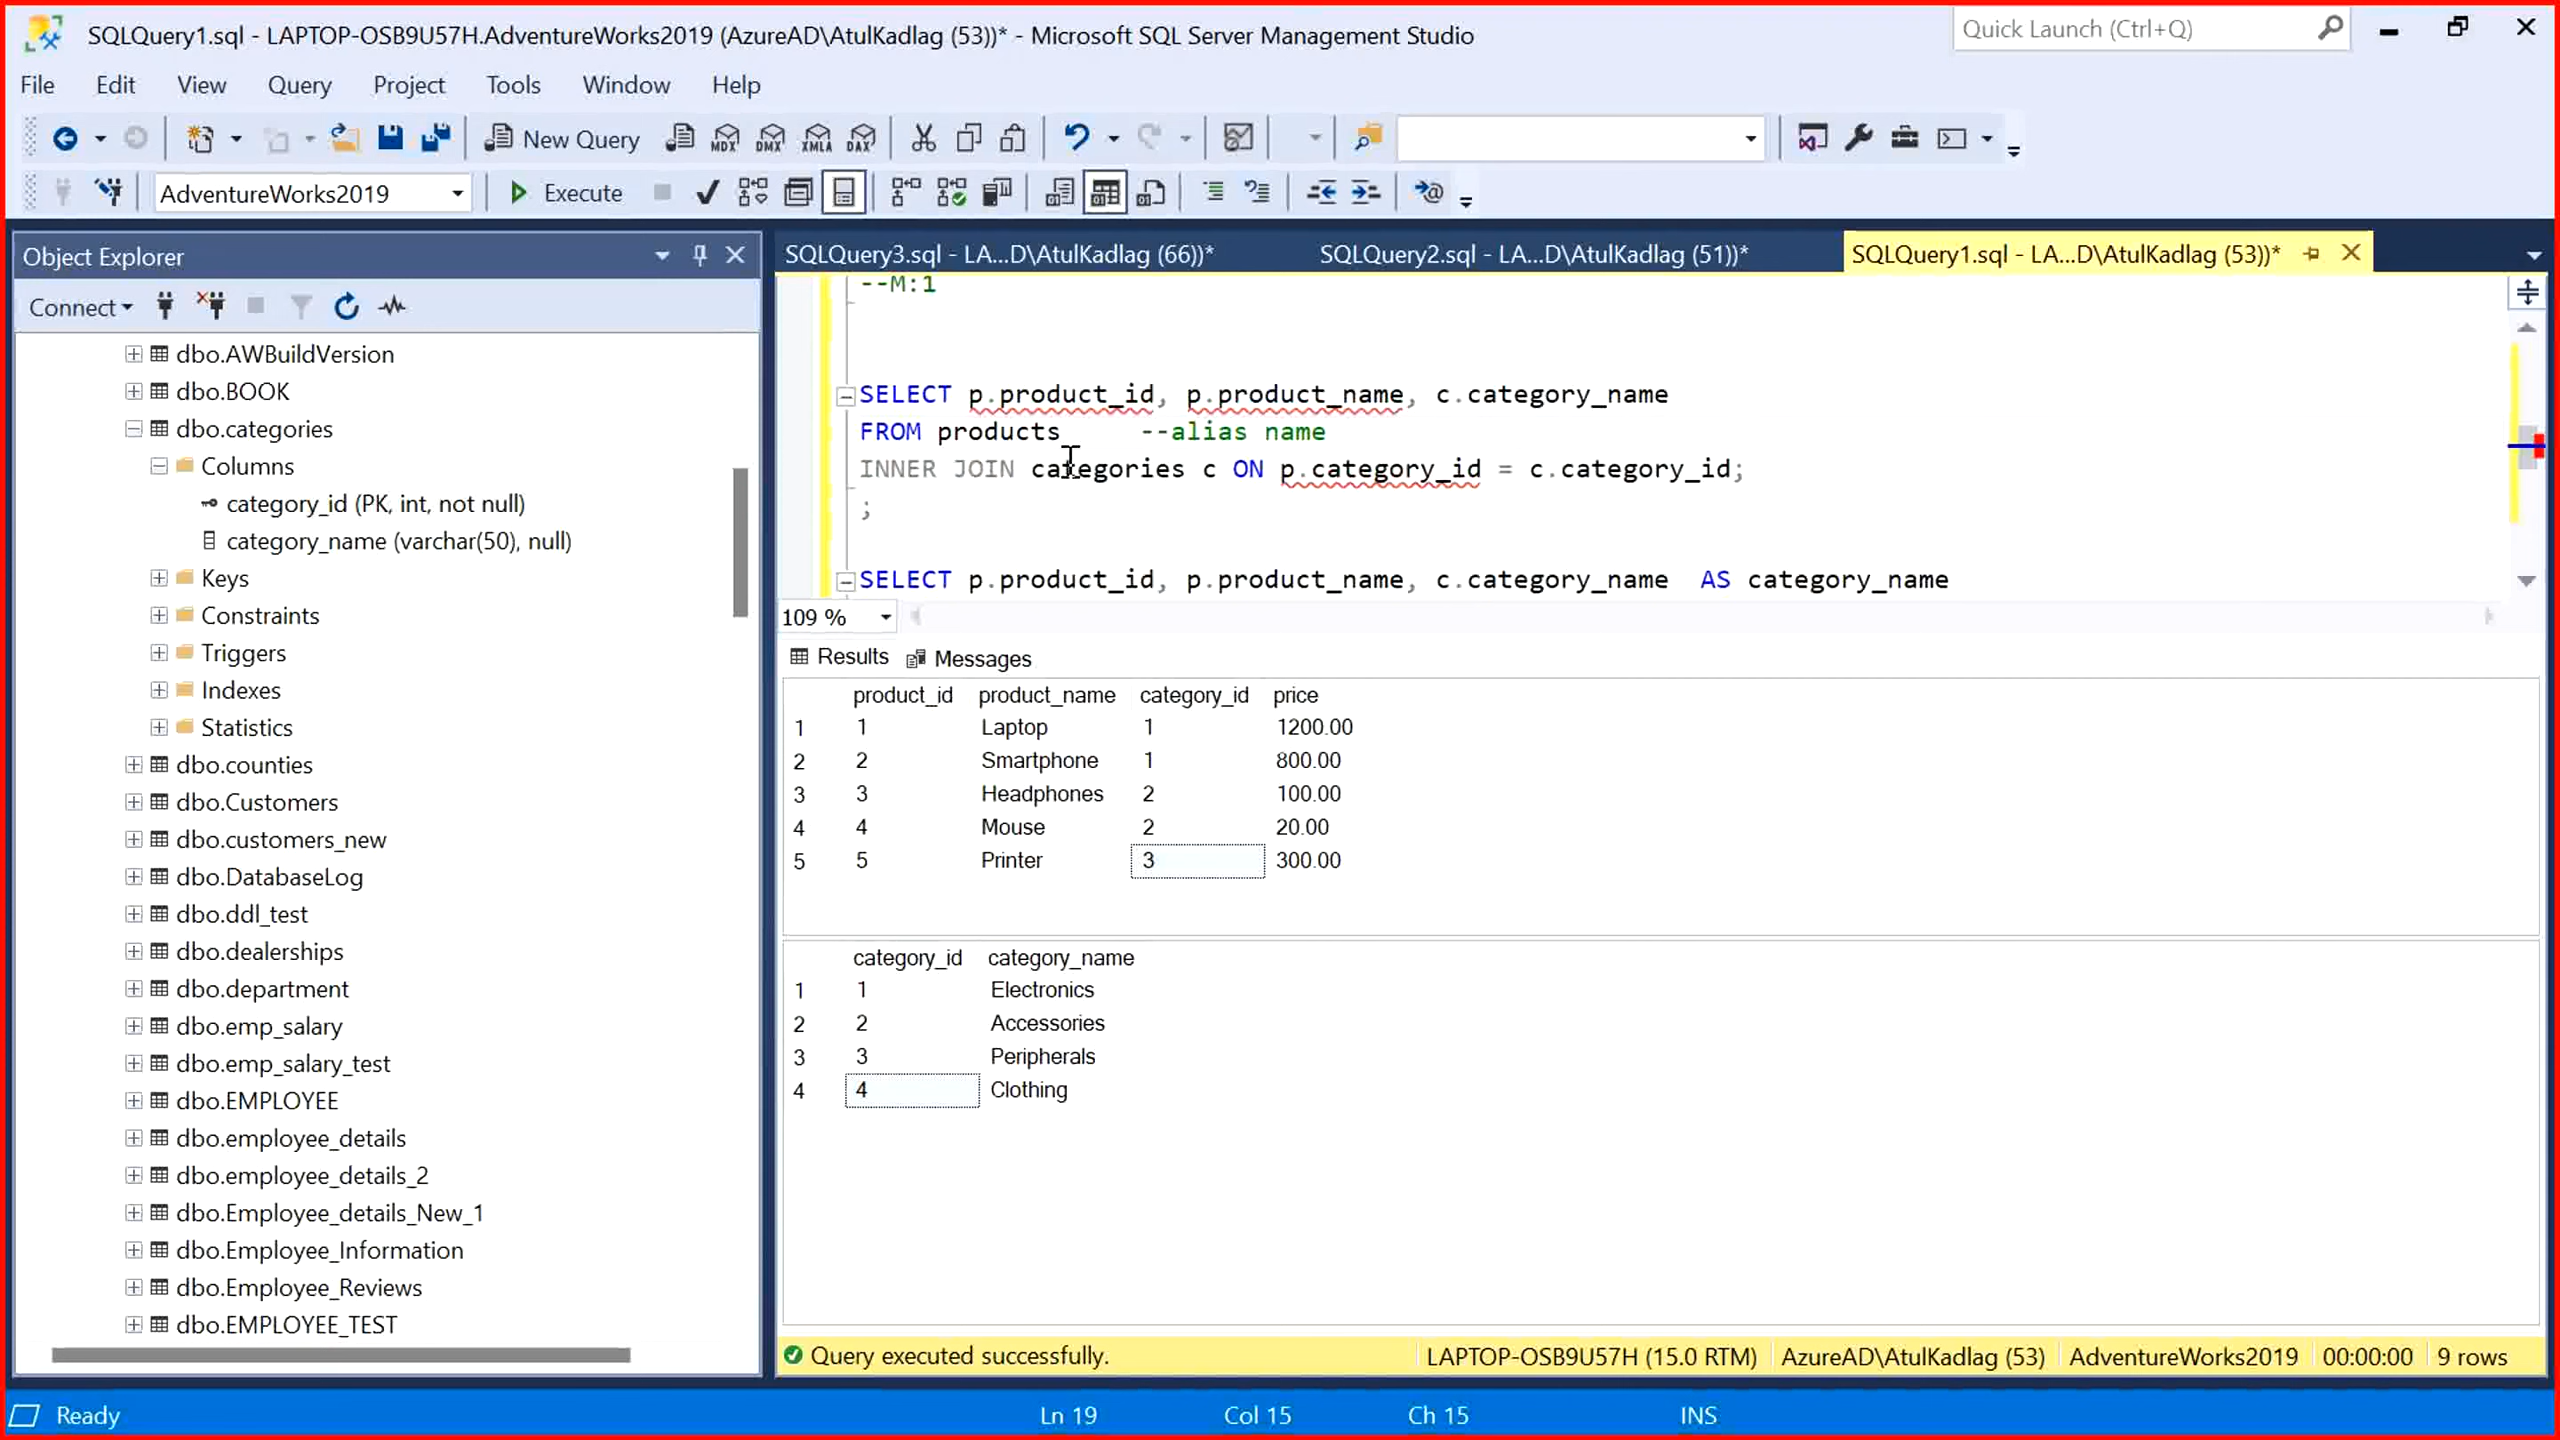 SQLQuery1.sql - LAPTOP-OSB9U57H.AdventureWorks2019 (AzureAD\AtulKadlag (53))* - Microsoft SQL Server Management Studio
Quick Launch (Ctrl+Q)
File Edit View Query Project Tools Window Help
New Query MDX DMX XMLA DAX
AdventureWorks2019 Execute
Object Explorer
SQLQuery3.sql - LA...D\AtulKadlag (66))* SQLQuery2.sql - LA...D\AtulKadlag (51))* SQLQuery1.sql - LA...D\AtulKadlag (53))*
Connect
dbo.AWBuildVersion
dbo.BOOK
dbo.categories
Columns
category_id (PK, int, not null)
category_name (varchar(50), null)
Keys
Constraints
Triggers
Indexes
Statistics
dbo.counties
dbo.Customers
dbo.customers_new
dbo.DatabaseLog
dbo.ddl_test
dbo.dealerships
dbo.department
dbo.emp_salary
dbo.emp_salary_test
dbo.EMPLOYEE
dbo.employee_details
dbo.employee_details_2
dbo.Employee_details_New_1
dbo.Employee_Information
dbo.Employee_Reviews
dbo.EMPLOYEE_TEST
--M:1
SELECT p.product_id, p.product_name, c.category_name
FROM products --alias name
INNER JOIN categories c ON p.category_id = c.category_id;
;
SELECT p.product_id, p.product_name, c.category_name AS category_name
109 %
Results Messages
product_id product_name category_id price
1 1 Laptop 1 1200.00
2 2 Smartphone 1 800.00
3 3 Headphones 2 100.00
4 4 Mouse 2 20.00
5 5 Printer 3 300.00
category_id category_name
1 1 Electronics
2 2 Accessories
3 3 Peripherals
4 4 Clothing
Query executed successfully. LAPTOP-OSB9U57H (15.0 RTM) AzureAD\AtulKadlag (53) AdventureWorks2019 00:00:00 9 rows
Ready Ln 19 Col 15 Ch 15 INS